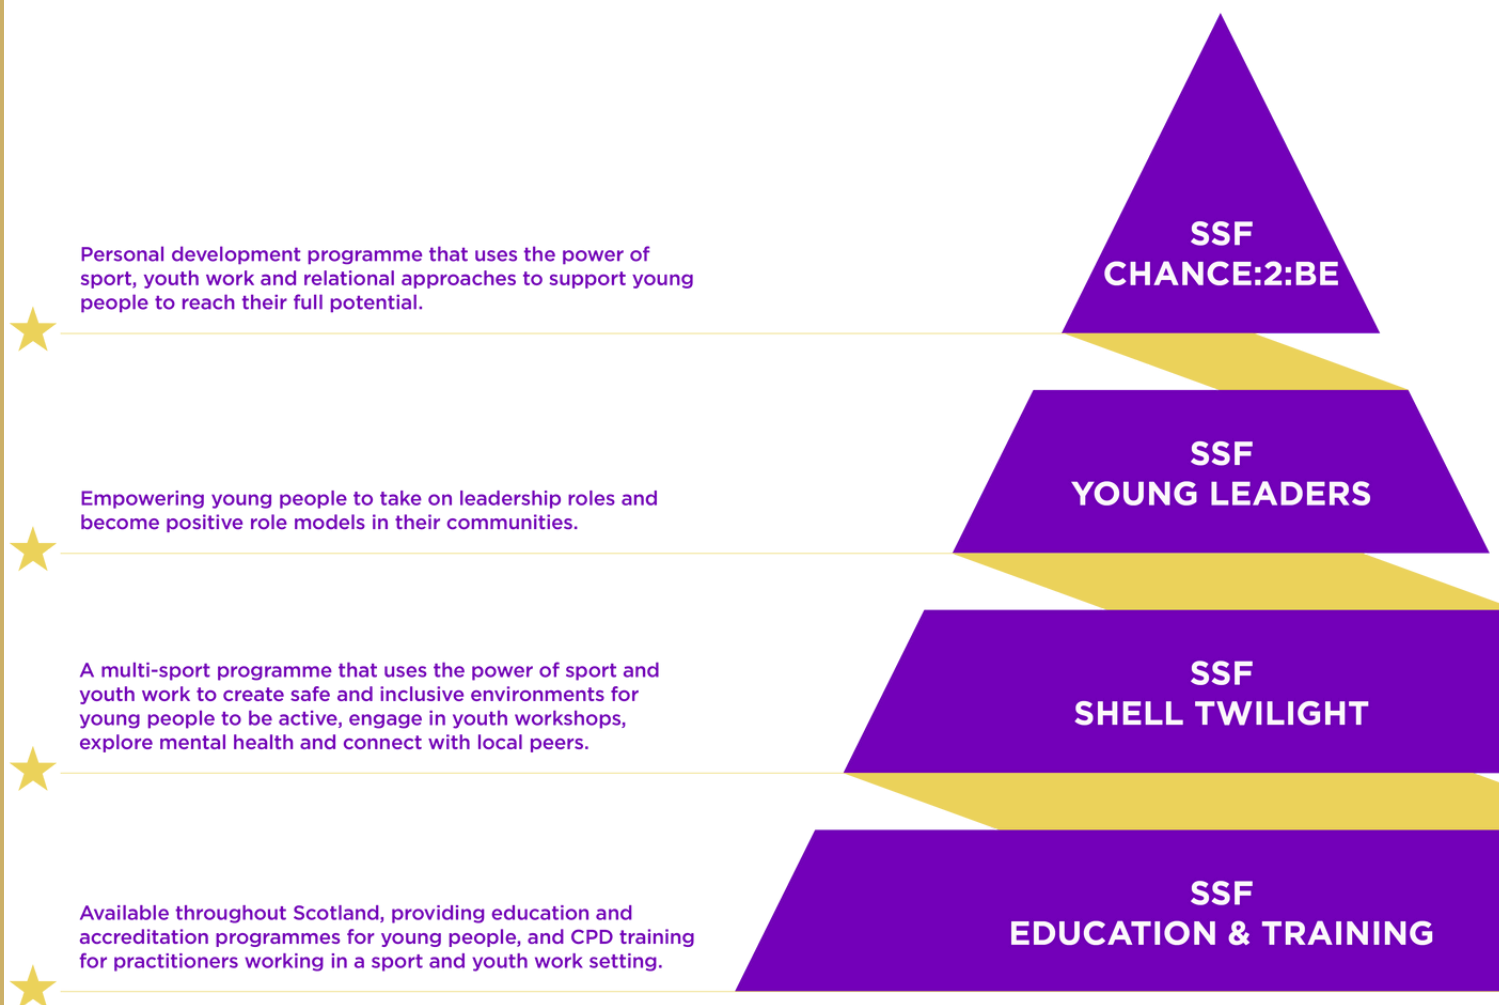 Personal development programme that uses the power of
sport, youth work and relational approaches to support young
people to reach their full potential.
SSF
CHANCE:2:BE
Empowering young people to take on leadership roles and
become positive role models in their communities.
SSF
YOUNG LEADERS
A multi-sport programme that uses the power of sport and
youth work to create safe and inclusive environments for
young people to be active, engage in youth workshops,
explore mental health and connect with local peers.
SSF
SHELL TWILIGHT
Available throughout Scotland, providing education and
accreditation programmes for young people, and CPD training
for practitioners working in a sport and youth work setting.
SSF
EDUCATION & TRAINING